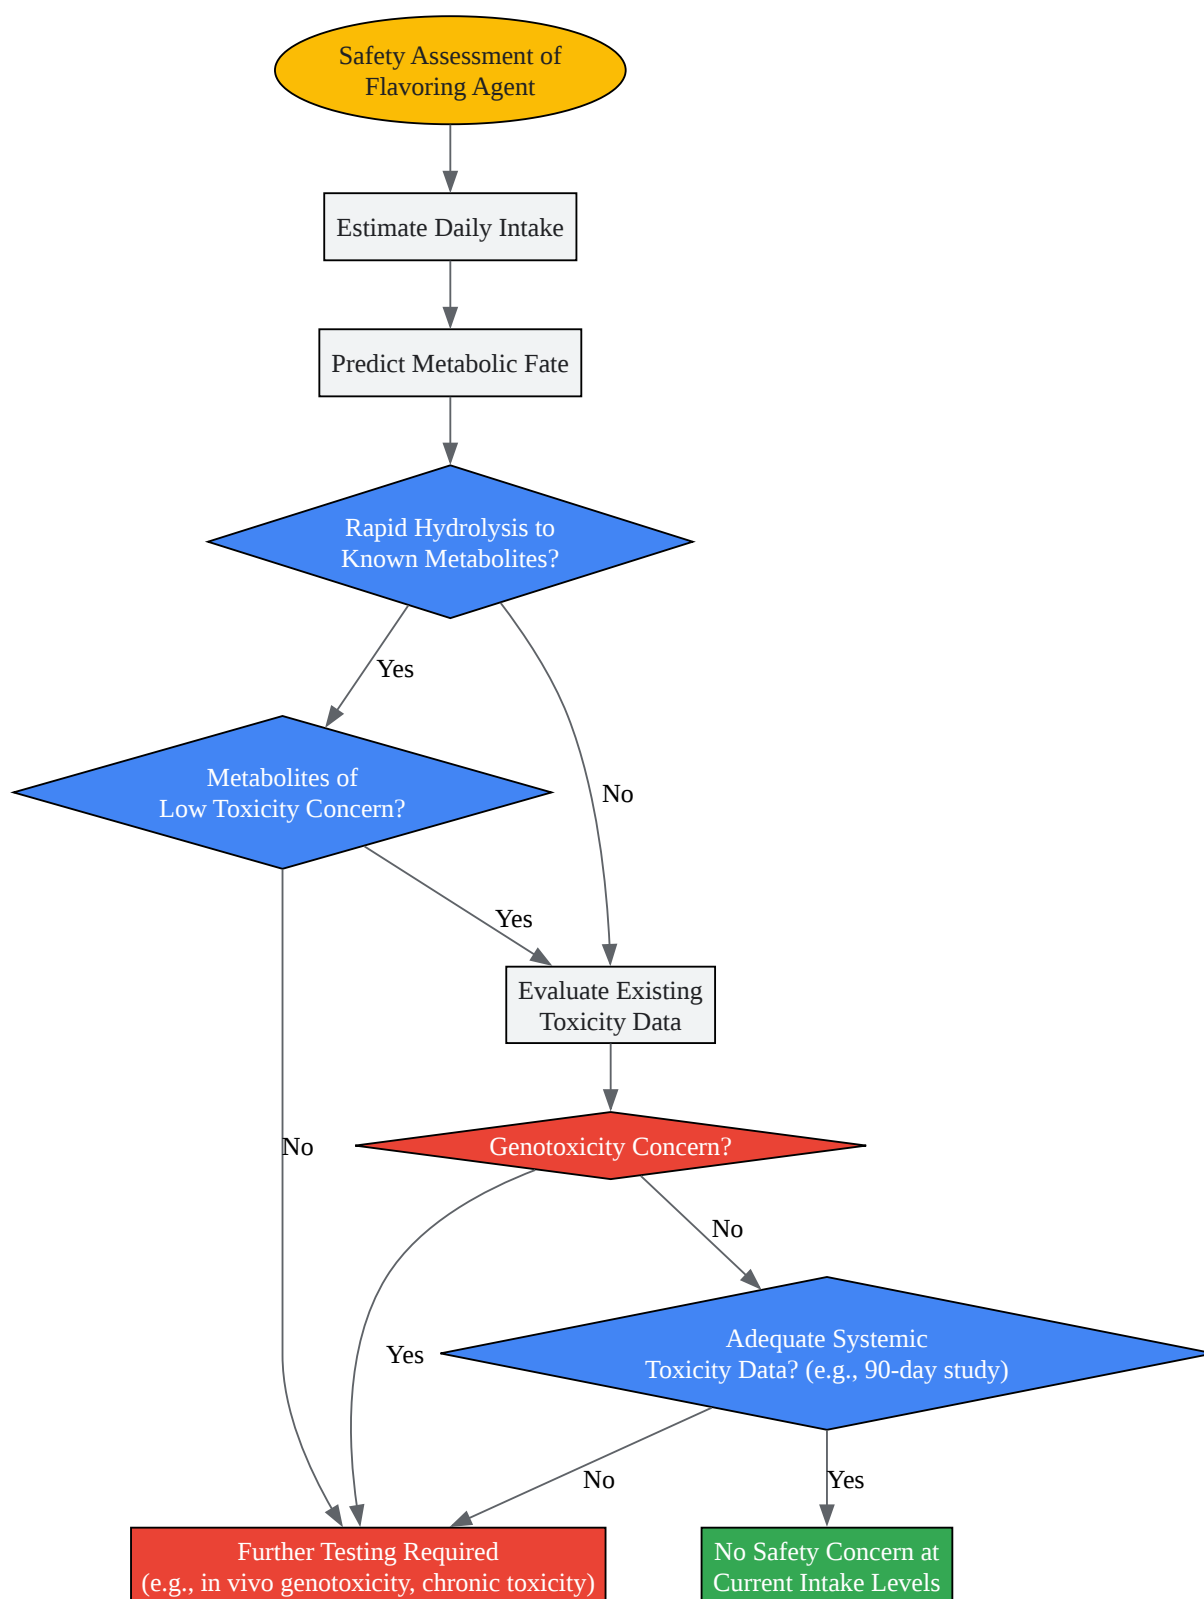 Safety Assessment of
Flavoring Agent
Estimate Daily Intake
Predict Metabolic Fate
Rapid Hydrolysis to
Known Metabolites?
Yes
Metabolites of
Low Toxicity Concern?
No
Yes
Evaluate Existing
Toxicity Data
No
Genotoxicity Concern?
No
Yes
Adequate Systemic
Toxicity Data? (e.g., 90-day study)
No
Yes
Further Testing Required
(e.g., in vivo genotoxicity, chronic toxicity)
No Safety Concern at
Current Intake Levels